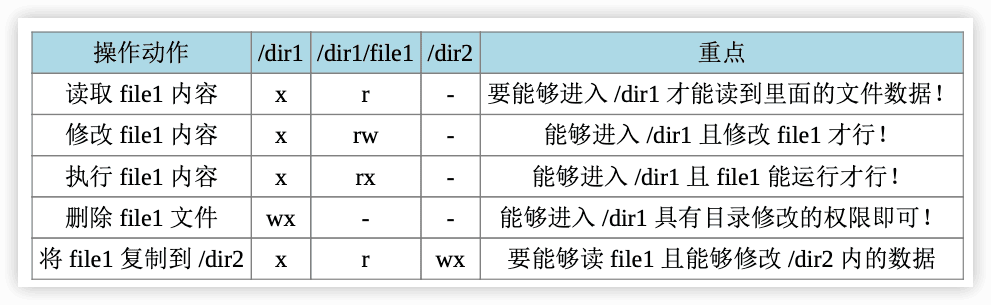 操作动作 /dir1 /dir1/file1 /dir2 重点
读取 file1 内容 x r - 要能够进入 /dir1 才能读到里面的文件数据！
修改 file1 内容 x rw - 能够进入 /dir1 且修改 file1 才行！
执行 file1 内容 x rx - 能够进入 /dir1 且 file1 能运行才行！
删除 file1 文件 wx - - 能够进入 /dir1 具有目录修改的权限即可！
将 file1 复制到 /dir2 x r wx 要能够读 file1 且能够修改 /dir2 内的数据